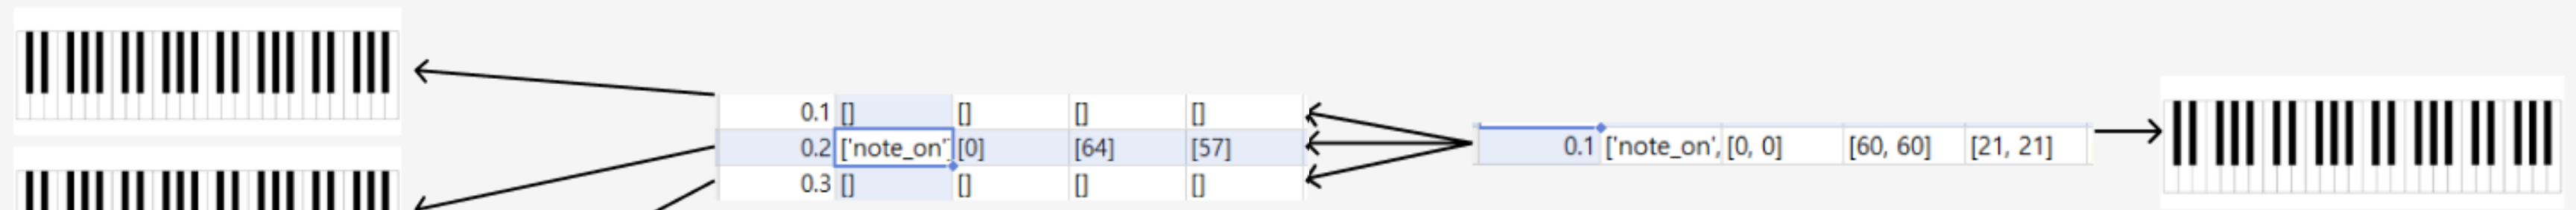 0.1 [] [] [] []
0.2 ['note_on'] [0] [64] [57]
0.3 [] [] [] []
0.1 ['note_on', [0, 0] [60, 60] [21, 21]